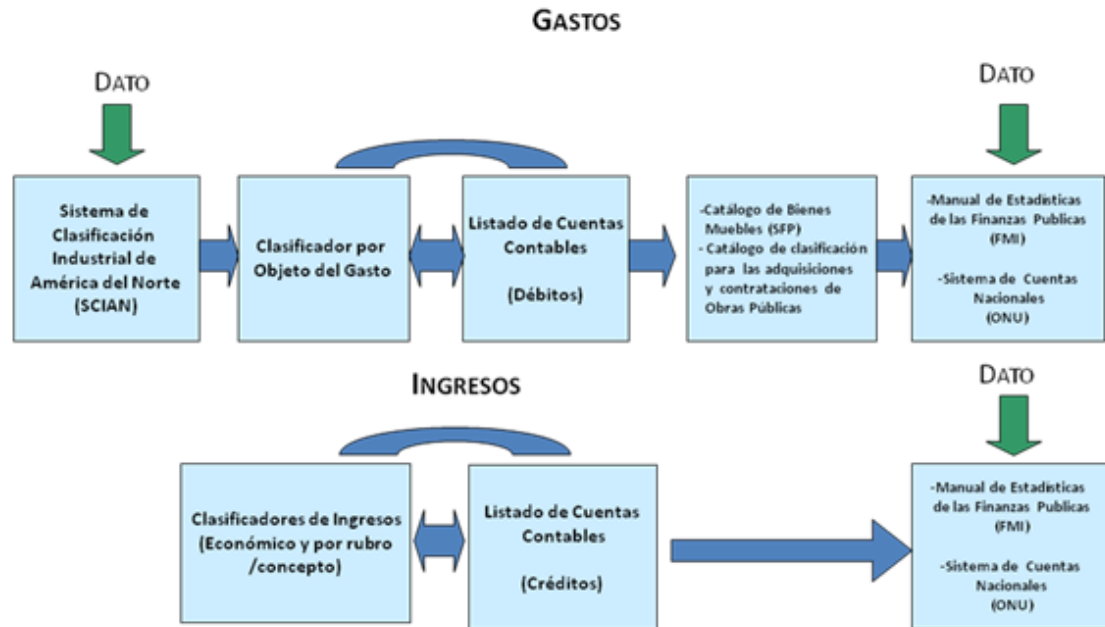 GASTOS
DATO
DATO
Sistema de
Clasificación
Industrial de
América del Norte
(SCIAN)
Clasificador por
Objeto del Gasto
Listado de Cuentas
Contables
(Débitos)
-Catálogo de Bienes
Muebles (SFP)
- Catálogo de clasificación
para las adquisiciones
y contrataciones de
Obras Públicas
-Manual de Estadísticas
de las Finanzas Publicas
(FMI)
-Sistema de Cuentas
Nacionales
(ONU)
INGRESOS
DATO
Clasificadores de Ingresos
(Económico y por rubro
/concepto)
Listado de Cuentas
Contables
(Créditos)
-Manual de Estadísticas
de las Finanzas Publicas
(FMI)
-Sistema de Cuentas
Nacionales
(ONU)